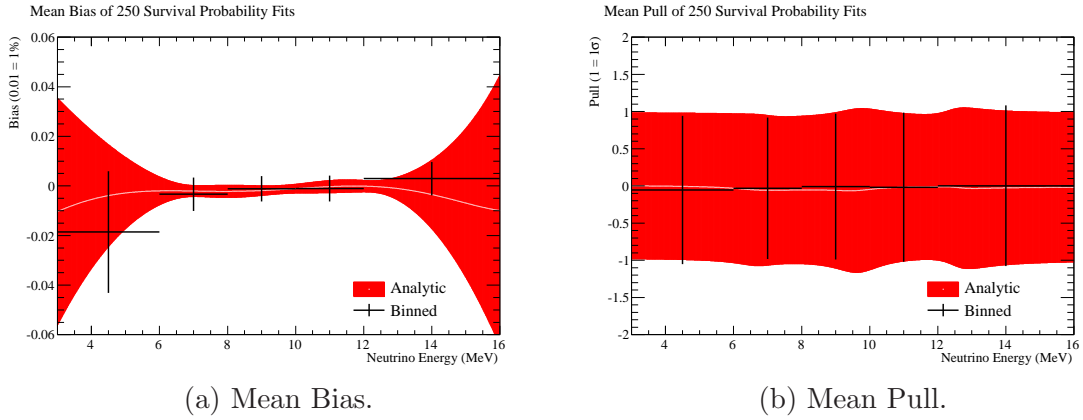 Mean Bias of 250 Survival Probability Fits
Bias (0.01 = 1%)
0.06
0.04
0.02
0
-0.02
-0.04
-0.06
4 6 8 10 12 14 16
Neutrino Energy (MeV)
Analytic
Binned
(a) Mean Bias.
Mean Pull of 250 Survival Probability Fits
Pull (1 = 1σ)
2
1.5
1
0.5
0
-0.5
-1
-1.5
-2
4 6 8 10 12 14 16
Neutrino Energy (MeV)
Analytic
Binned
(b) Mean Pull.